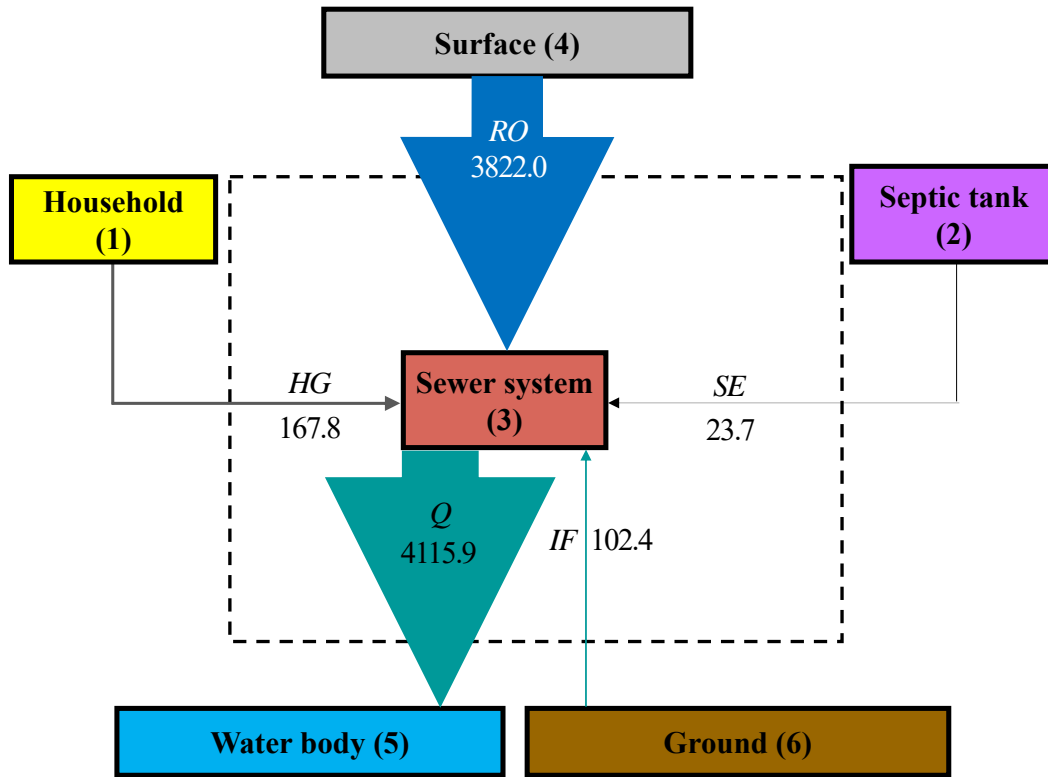 Surface (4)
RO
3822.0
Household
(1)
Septic tank
(2)
Sewer system
(3)
HG
167.8
SE
23.7
Q
4115.9
IF 102.4
Water body (5)
Ground (6)